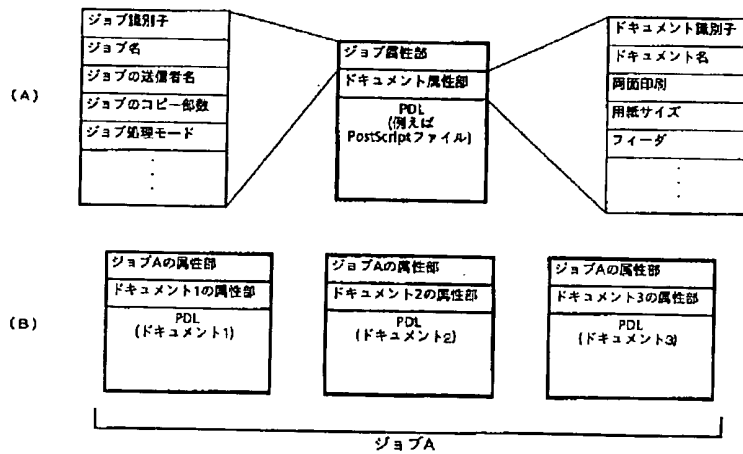 (A)
ジョブ識別子
ジョブ名
ジョブの送信者名
ジョブのコピー部数
ジョブ処理モード
ジョブ属性部
ドキュメント属性部
PDL
(例えば
PostScriptファイル)
ドキュメント識別子
ドキュメント名
両面印刷
用紙サイズ
フィーダ
(B)
ジョブAの属性部
ドキュメント1の属性部
PDL
(ドキュメント1)
ジョブAの属性部
ドキュメント2の属性部
PDL
(ドキュメント2)
ジョブAの属性部
ドキュメント3の属性部
PDL
(ドキュメント3)
ジョブA